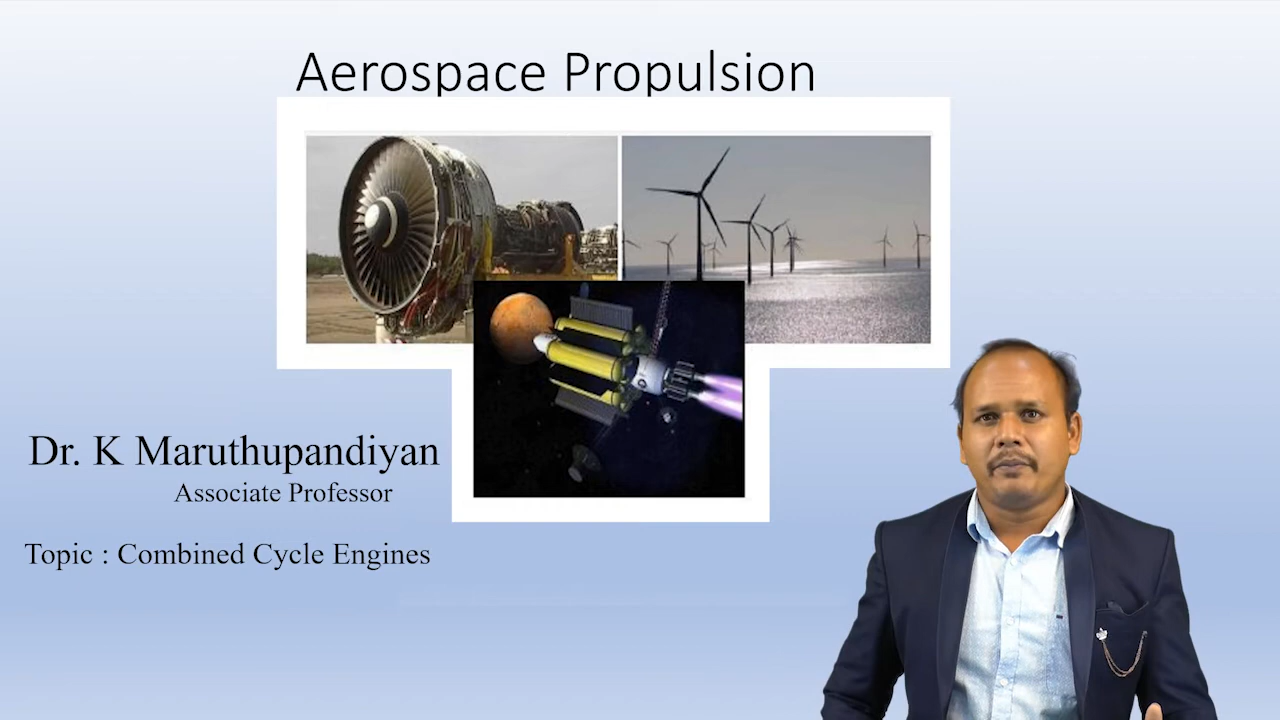 Aerospace Propulsion
Dr. K Maruthupandiyan
Associate Professor
Topic : Combined Cycle Engines